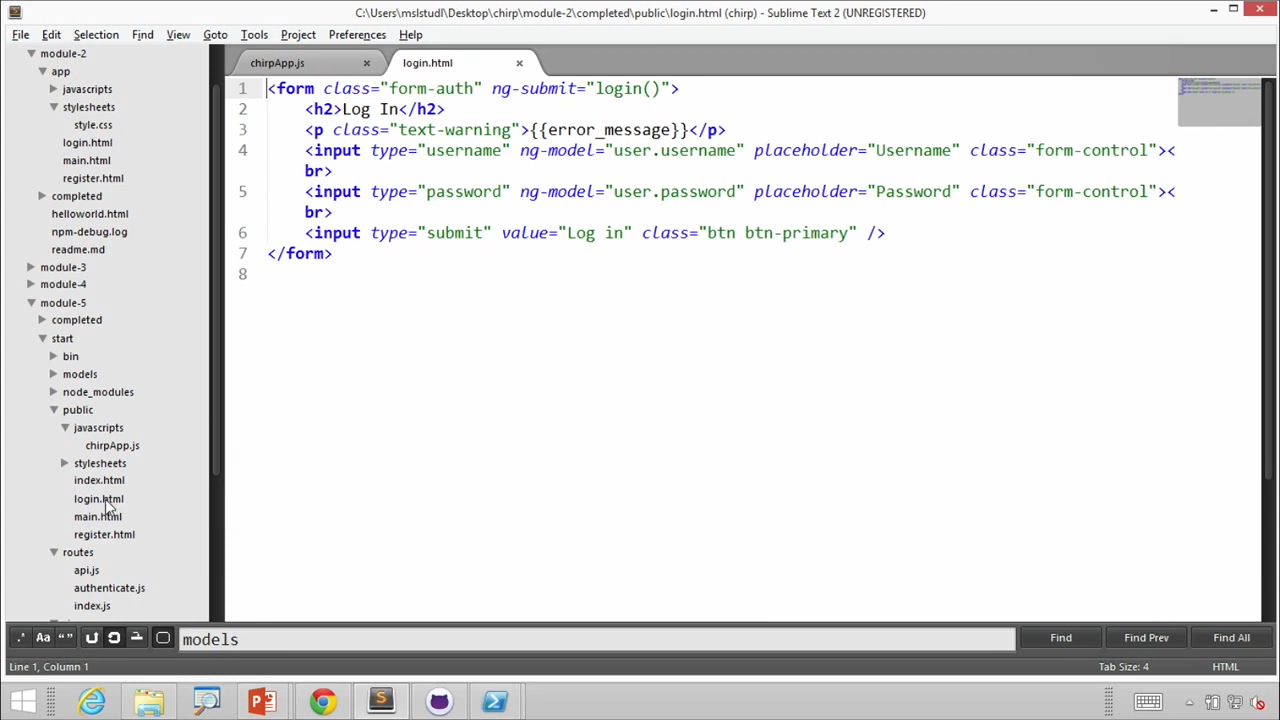 C:\Users\mslstudl\Desktop\chirp\module-2\completed\public\login.html (chirp) - Sublime Text 2 (UNREGISTERED)
File Edit Selection Find View Goto Tools Project Preferences Help
module-2
app
javascripts
stylesheets
style.css
login.html
main.html
register.html
completed
helloworld.html
npm-debug.log
readme.md
module-3
module-4
module-5
completed
start
bin
models
node_modules
public
javascripts
chirpApp.js
stylesheets
index.html
login.html
main.html
register.html
routes
api.js
authenticate.js
index.js
chirpApp.js × login.html ×
1 <form class="form-auth" ng-submit="login()">
2 <h2>Log In</h2>
3 <p class="text-warning">{{error_message}}</p>
4 <input type="username" ng-model="user.username" placeholder="Username" class="form-control"><
br>
5 <input type="password" ng-model="user.password" placeholder="Password" class="form-control"><
br>
6 <input type="submit" value="Log in" class="btn btn-primary" />
7 </form>
8
.* Aa “ ” models Find Find Prev Find All
Line 1, Column 1 Tab Size: 4 HTML